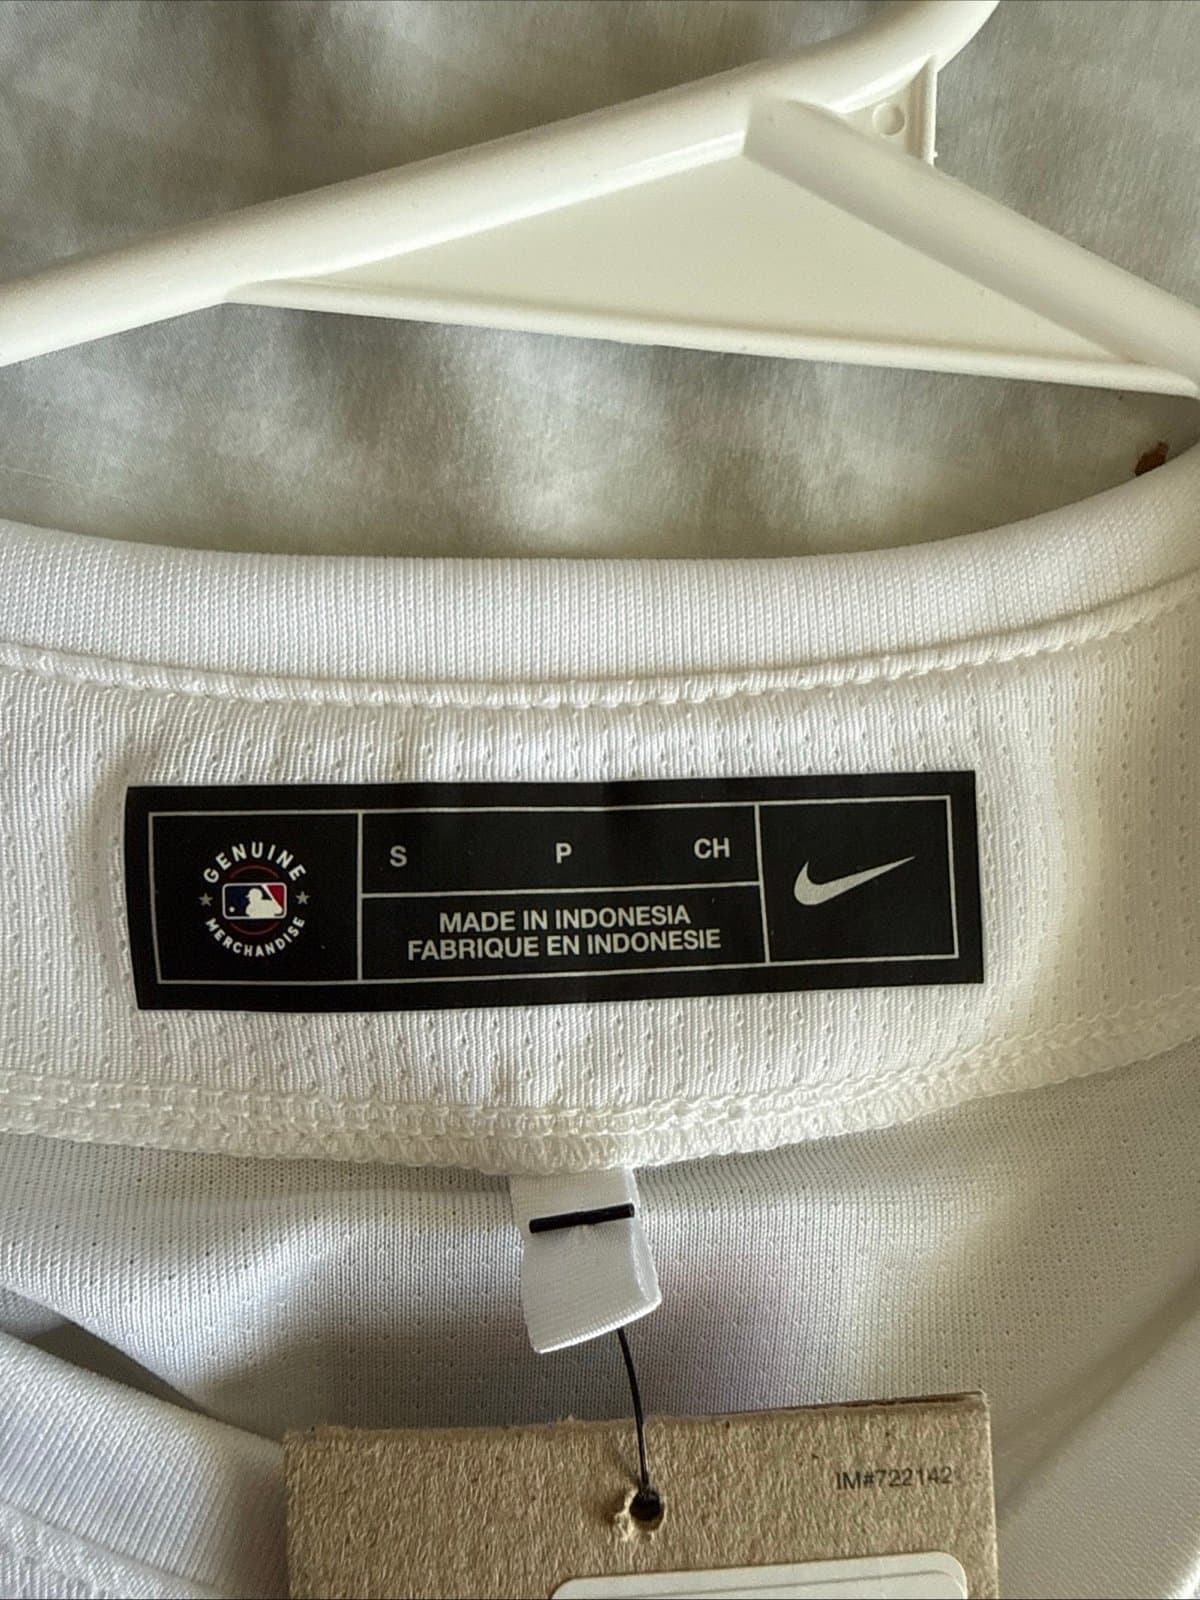 GENUINE
MERCHANDISE
S P CH
MADE IN INDONESIA
FABRIQUE EN INDONESIE
IM#722142